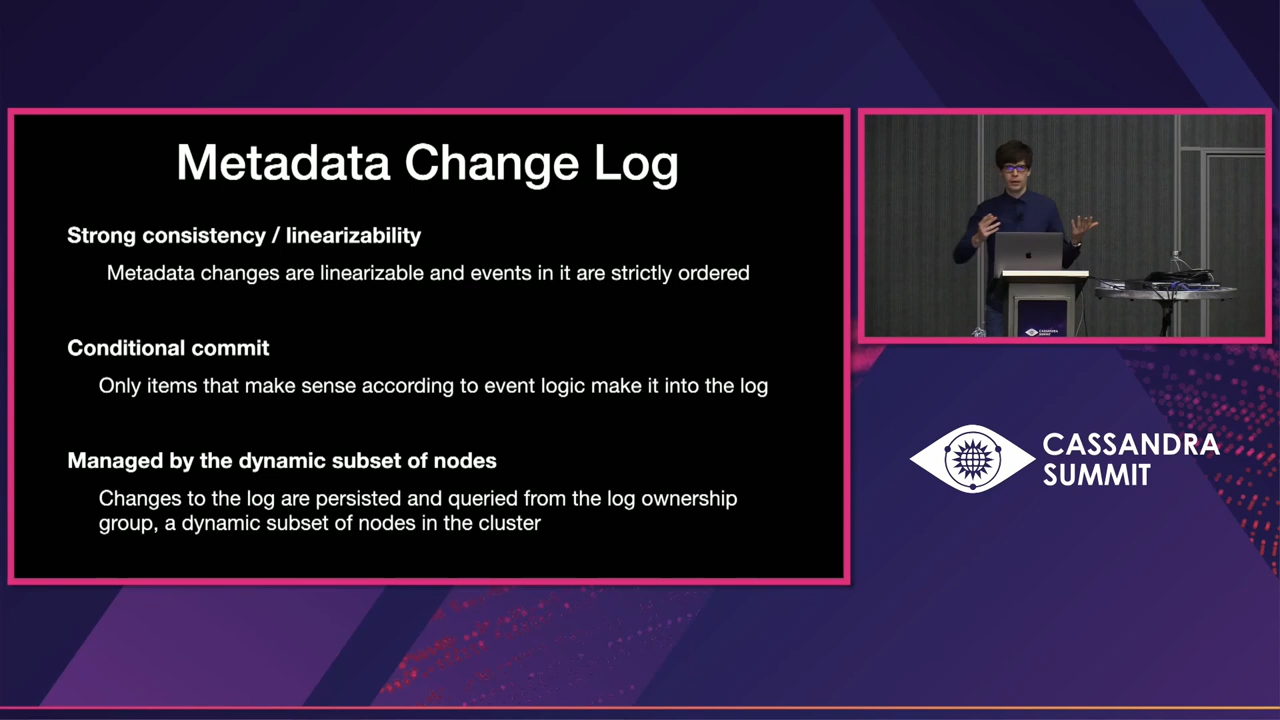 Metadata Change Log
Strong consistency / linearizability
Metadata changes are linearizable and events in it are strictly ordered
Conditional commit
Only items that make sense according to event logic make it into the log
Managed by the dynamic subset of nodes
Changes to the log are persisted and queried from the log ownership
group, a dynamic subset of nodes in the cluster
CASSANDRA
SUMMIT
CASSANDRA
SUMMIT